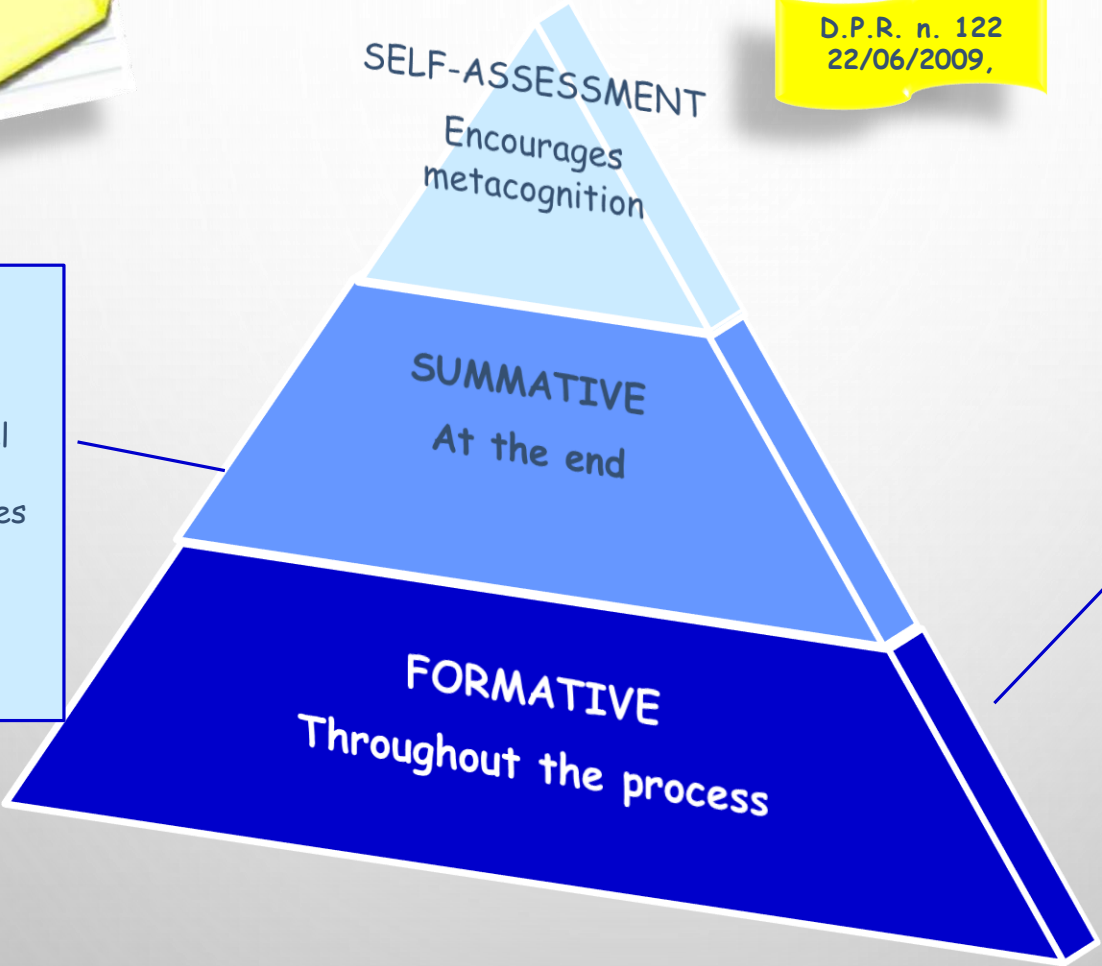 D.P.R. n. 122
22/06/2009,
SELF-ASSESSMENT
Encourages
metacognition
SUMMATIVE
At the end
FORMATIVE
Throughout the process